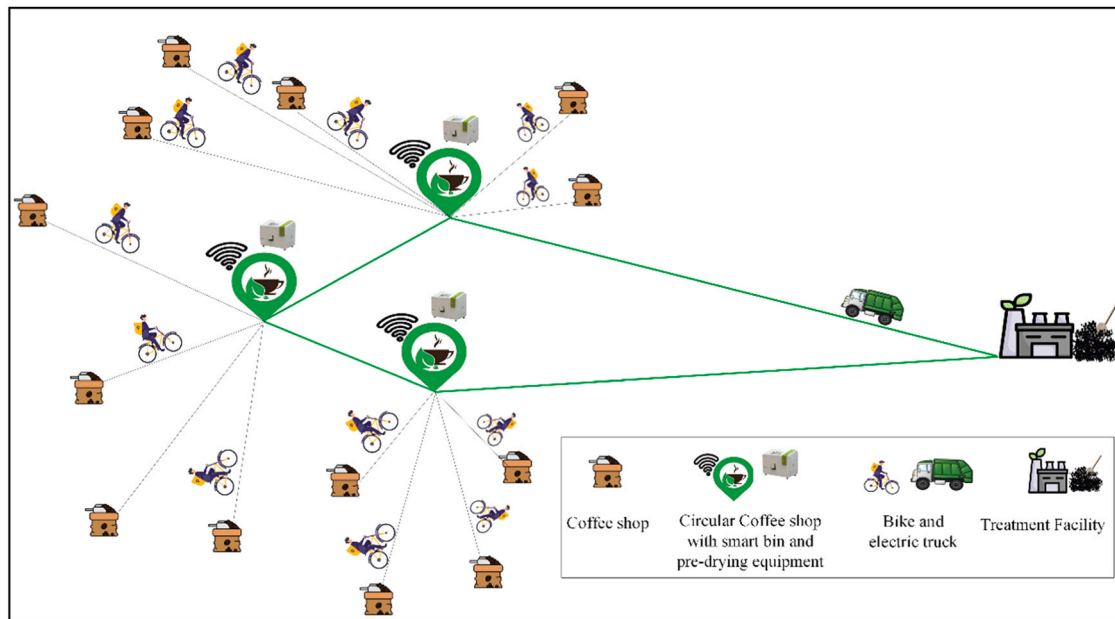 Coffee shop
Circular Coffee shop
with smart bin and
pre-drying equipment
Bike and
electric truck
Treatment Facility